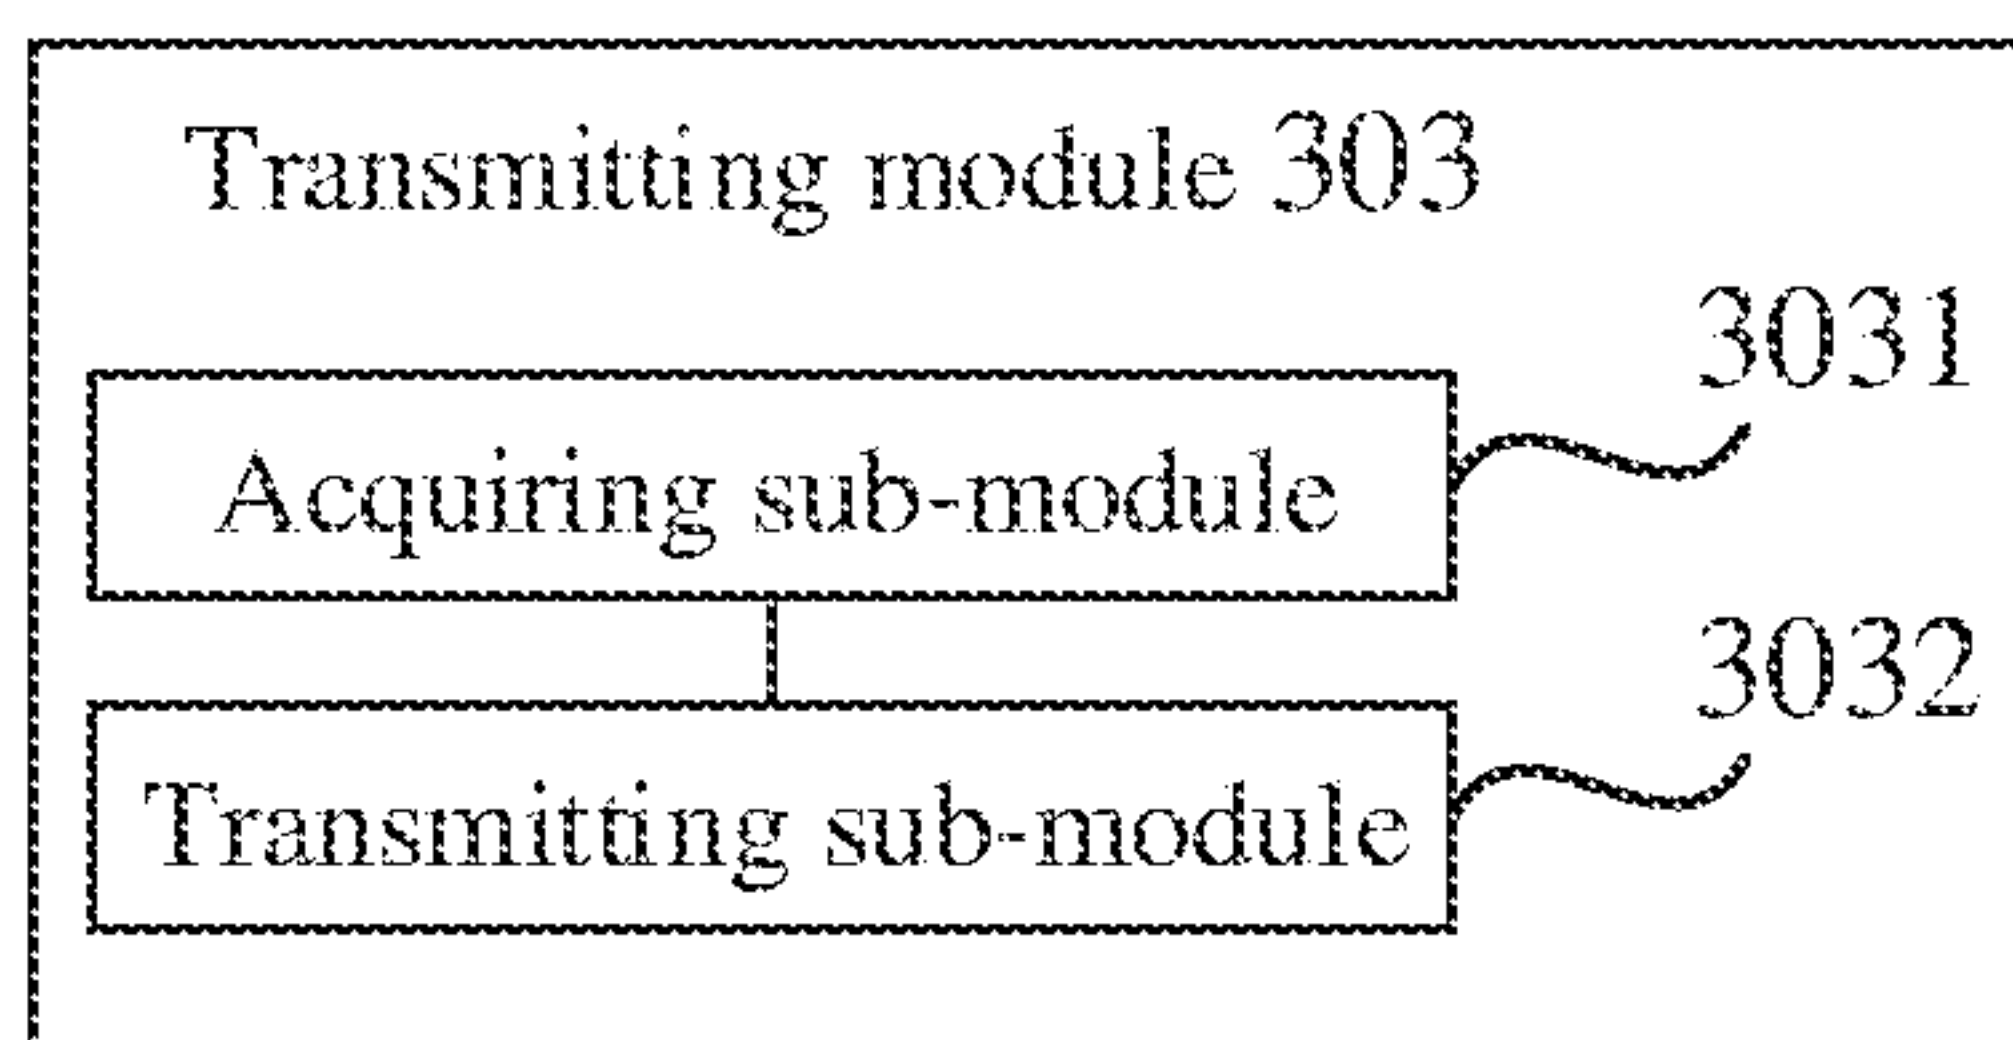 Transmitting module 303
3031
Acquiring sub-module
3032
Transmitting sub-module